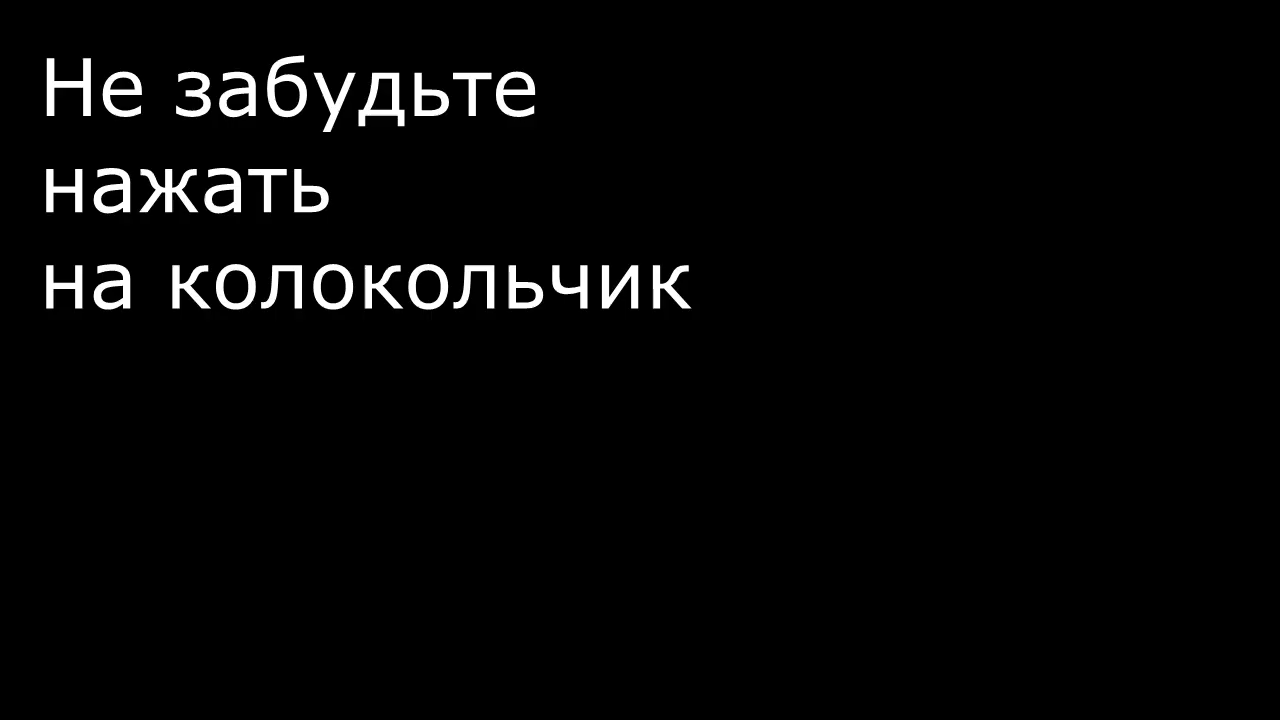 Не забудьте
нажать
на колокольчик